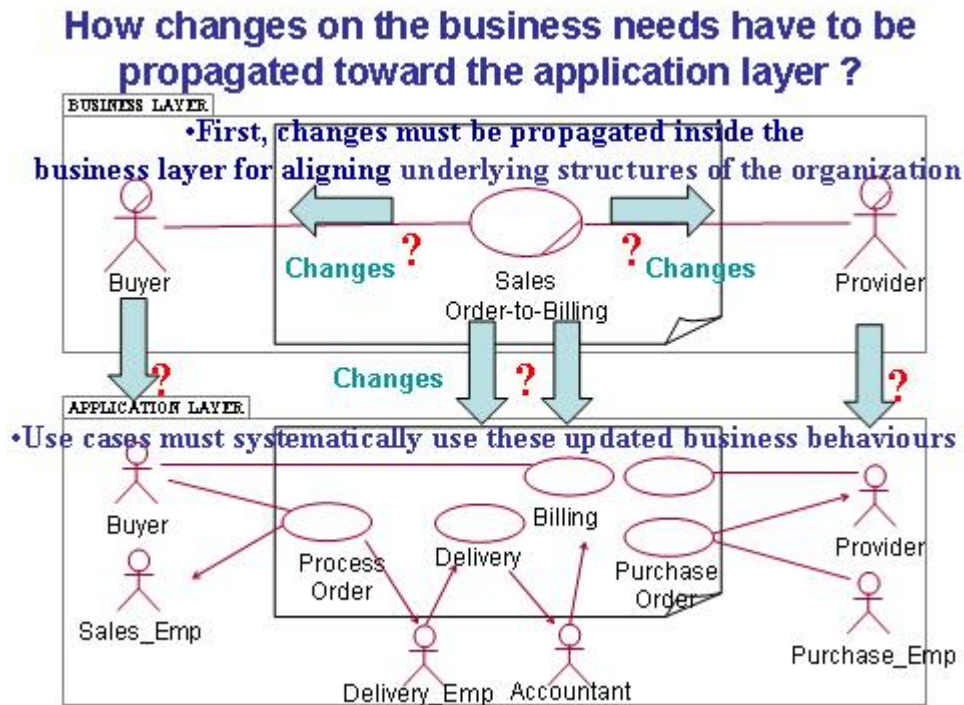 How changes on the business needs have to be
propagated toward the application layer ?
BUSINESS LAYER
•First, changes must be propagated inside the
business layer for aligning underlying structures of the organization
? ?
Changes Changes
Buyer
Sales
Order-to-Billing
Provider
Changes
? ? ?
APPLICATION LAYER
•Use cases must systematically use these updated business behaviours
Buyer
Process
Order
Delivery
Billing
Purchase
Order
Provider
Sales_Emp
Delivery_Emp
Accountant
Purchase_Emp